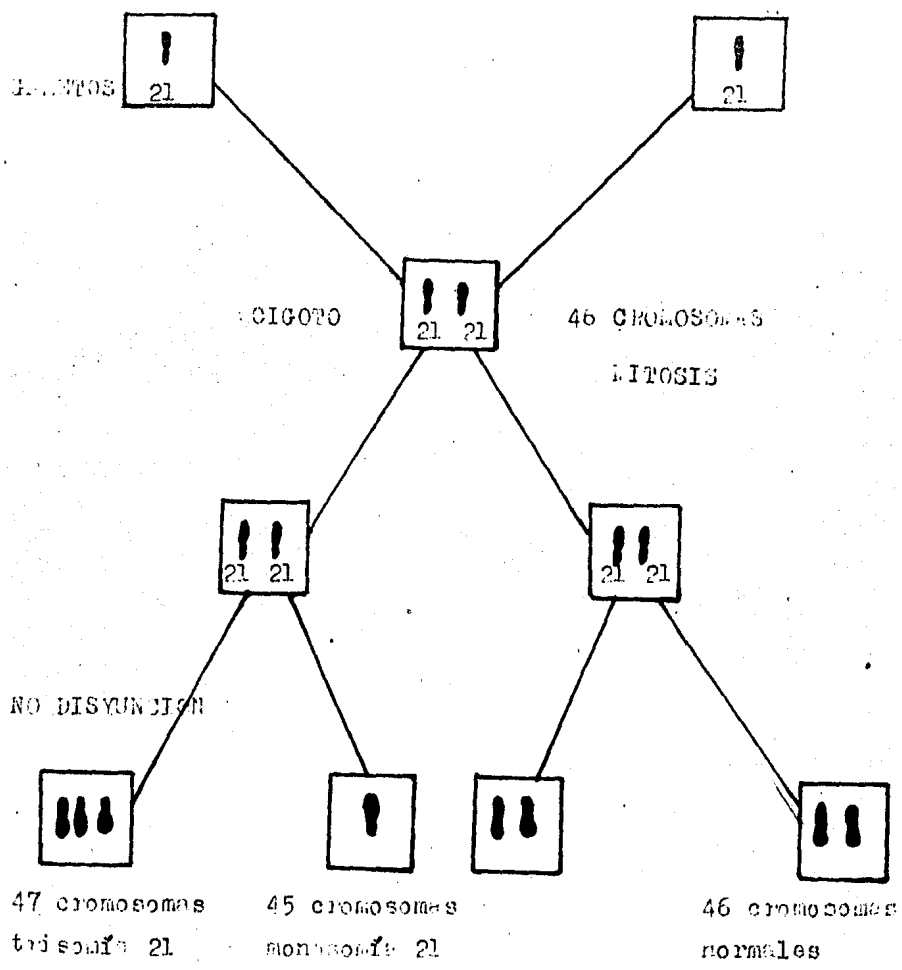 21
21
GAMETOS
CIGOTO
21 21
46 CROMOSOMAS
MITOSIS
21 21
21 21
NO DISYUNCION
47 cromosomas
trisomía 21
45 cromosomas
monosomía 21
46 cromosomas
normales